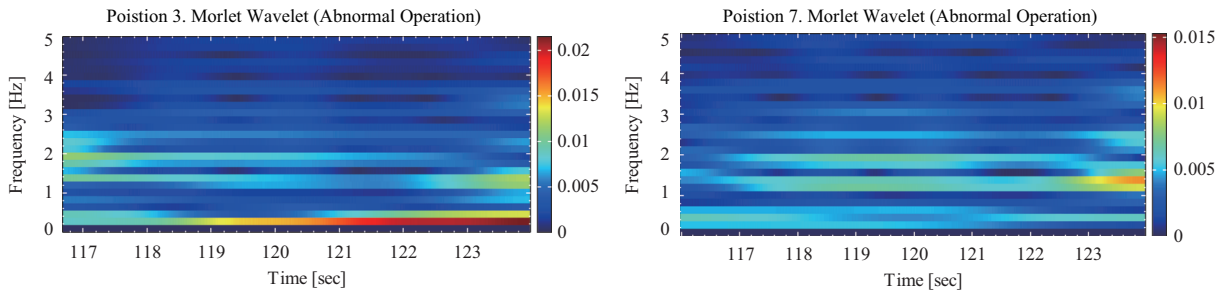 Poistion 3. Morlet Wavelet (Abnormal Operation)
5
4
3
2
1
0
Frequency [Hz]
117 118 119 120 121 122 123
Time [sec]
0.02
0.015
0.01
0.005
0
Poistion 7. Morlet Wavelet (Abnormal Operation)
5
4
3
2
1
0
Frequency [Hz]
117 118 119 120 121 122 123
Time [sec]
0.015
0.01
0.005
0